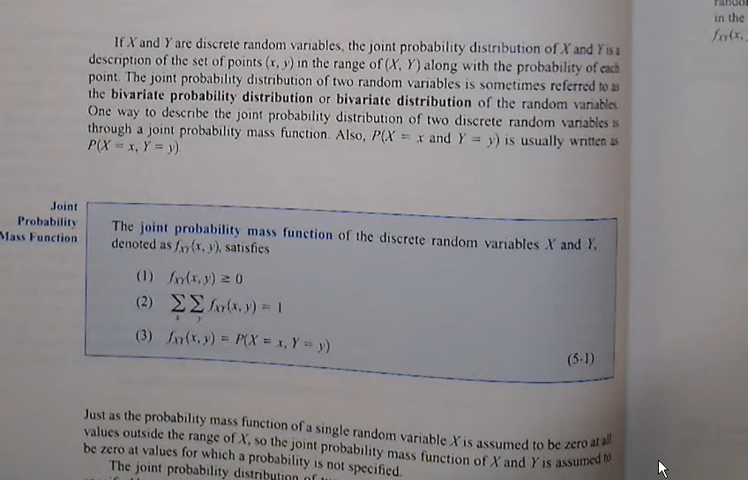 If X and Y are discrete random variables, the joint probability distribution of X and Y is a
description of the set of points (x, y) in the range of (X, Y) along with the probability of each
point. The joint probability distribution of two random variables is sometimes referred to as
the bivariate probability distribution or bivariate distribution of the random variables.
One way to describe the joint probability distribution of two discrete random variables is
through a joint probability mass function. Also, P(X = x and Y = y) is usually written as
P(X = x, Y = y).
Joint
Probability
Mass Function
The joint probability mass function of the discrete random variables X and Y,
denoted as fXY(x, y), satisfies
(1) fXY(x, y) ≥ 0
(2) ∑ ∑ fXY(x, y) = 1
x y
(3) fXY(x, y) = P(X = x, Y = y)
(5-1)
Just as the probability mass function of a single random variable X is assumed to be zero at all
values outside the range of X, so the joint probability mass function of X and Y is assumed to
be zero at values for which a probability is not specified.
The joint probability distribution of
in the
fXY(x,